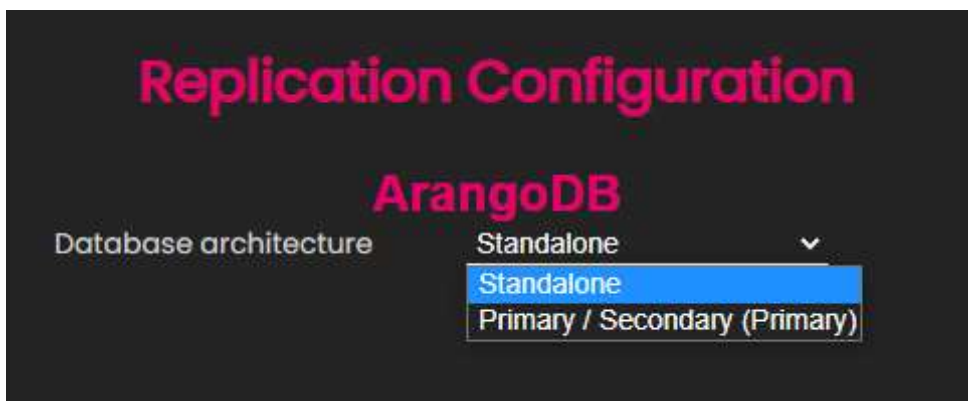 Replication Configuration
ArangoDB
Database architecture Standalone
Standalone
Primary / Secondary (Primary)